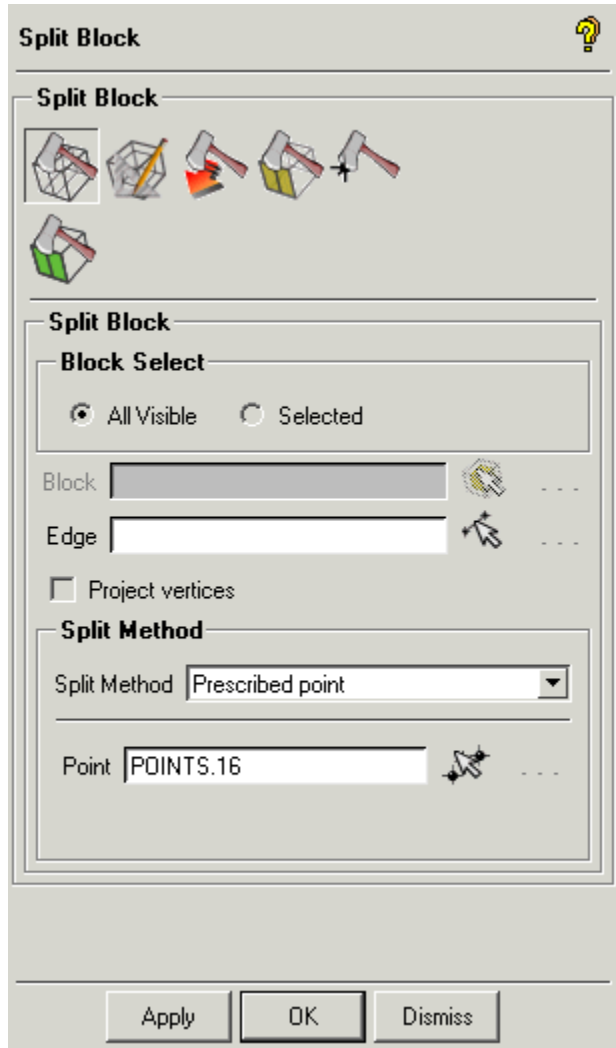 Split Block
Split Block
Split Block
Block Select
All Visible Selected
Block ...
Edge ...
Project vertices
Split Method
Split Method Prescribed point
Point POINTS.16 ...
Apply OK Dismiss